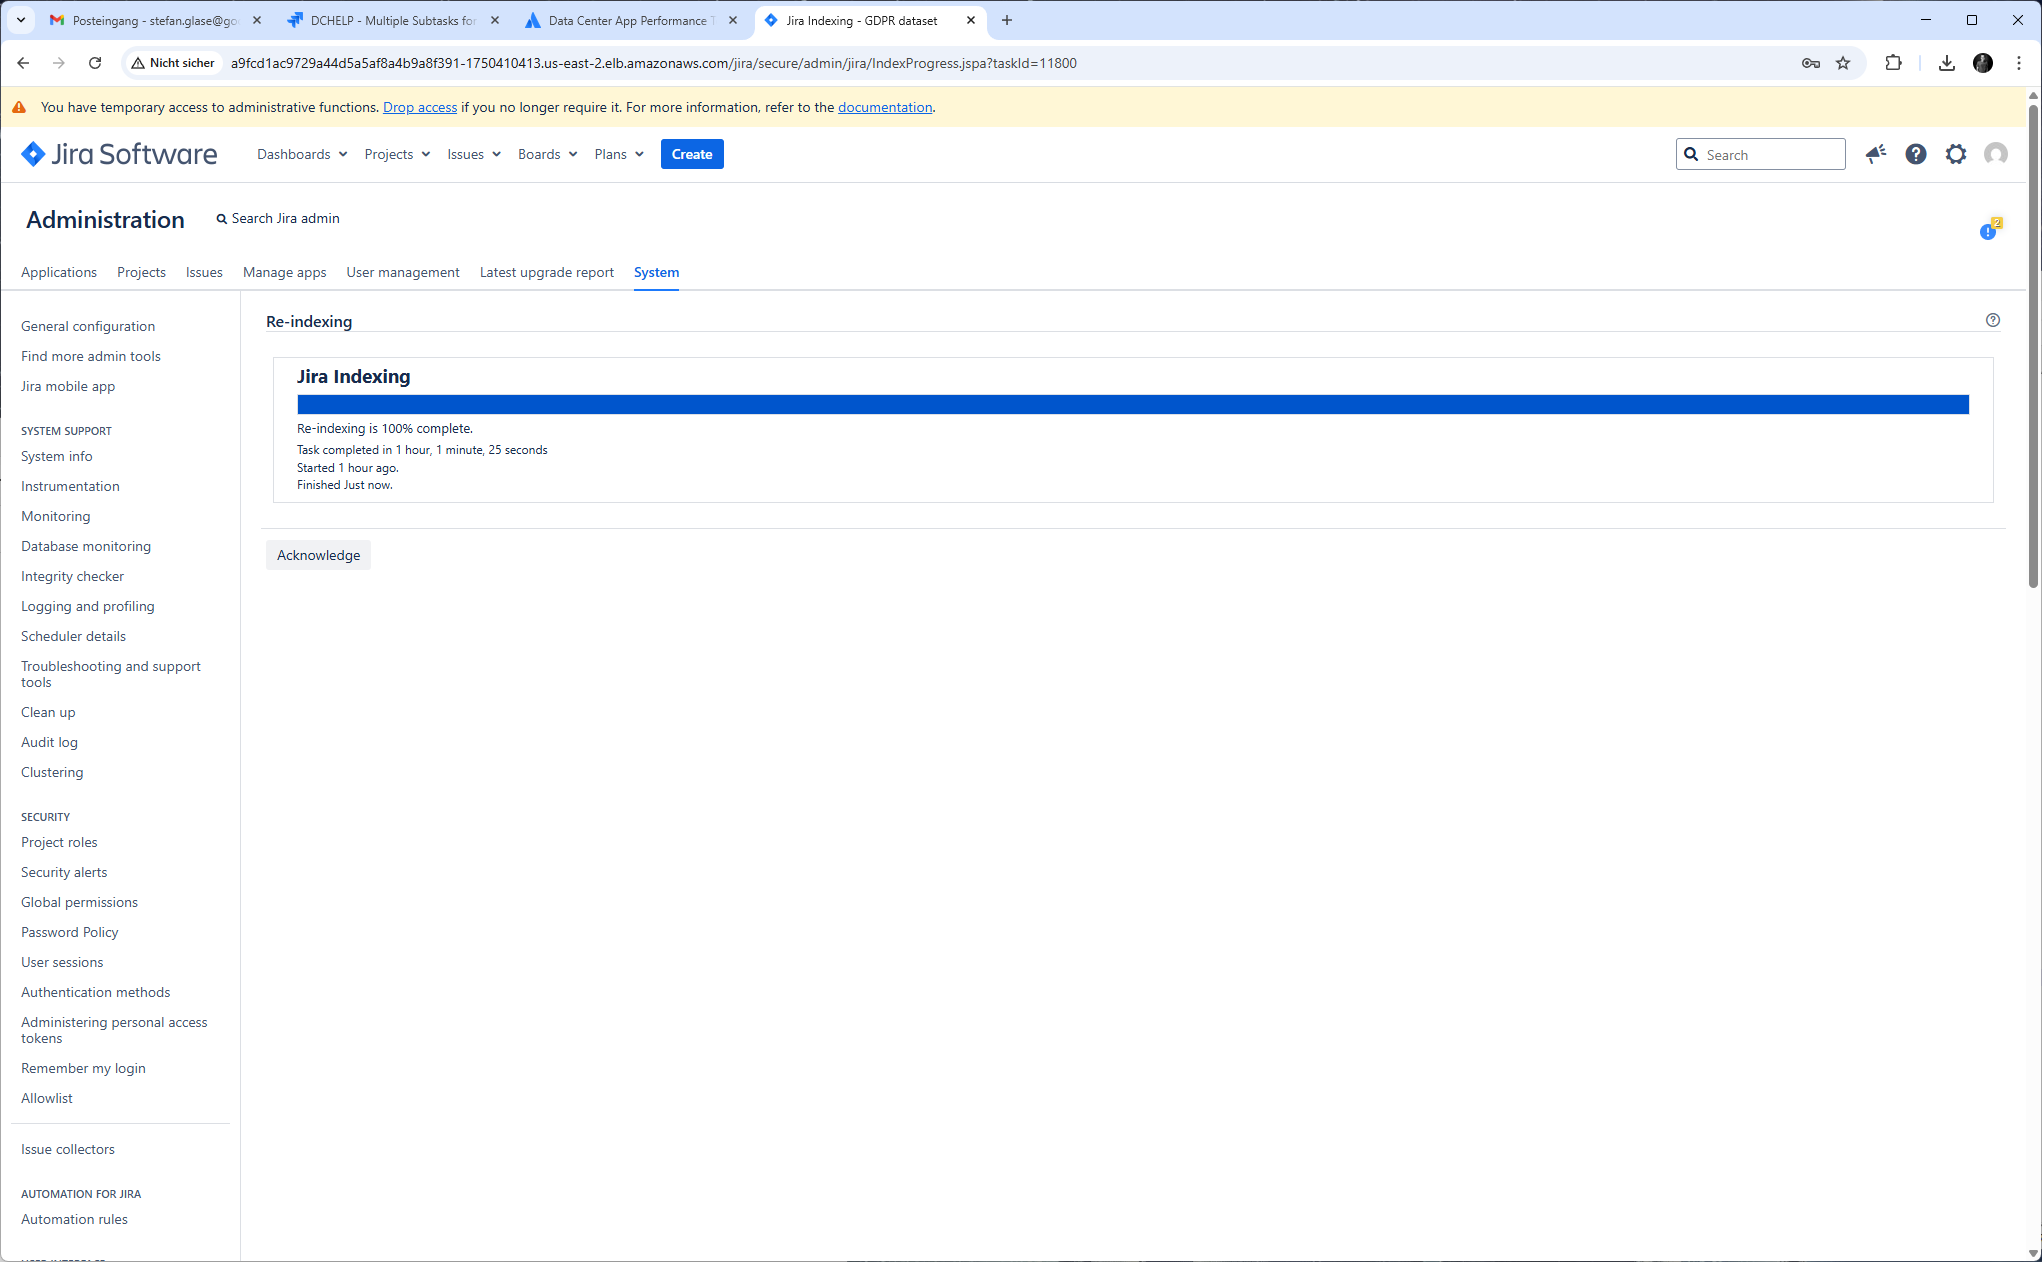 Posteingang - stefan.glase@go
DCHELP - Multiple Subtasks for
Data Center App Performance T
Jira Indexing - GDPR dataset
Nicht sicher
a9fcd1ac9729a44d5a5af8a4b9a8f391-1750410413.us-east-2.elb.amazonaws.com/jira/secure/admin/jira/IndexProgress.jspa?taskId=11800
You have temporary access to administrative functions. Drop access if you no longer require it. For more information, refer to the documentation.
Jira Software
Dashboards
Projects
Issues
Boards
Plans
Create
Search
Administration
Search Jira admin
2
Applications
Projects
Issues
Manage apps
User management
Latest upgrade report
System
General configuration
Find more admin tools
Jira mobile app
SYSTEM SUPPORT
System info
Instrumentation
Monitoring
Database monitoring
Integrity checker
Logging and profiling
Scheduler details
Troubleshooting and support
tools
Clean up
Audit log
Clustering
SECURITY
Project roles
Security alerts
Global permissions
Password Policy
User sessions
Authentication methods
Administering personal access
tokens
Remember my login
Allowlist
Issue collectors
AUTOMATION FOR JIRA
Automation rules
Re-indexing
Jira Indexing
Re-indexing is 100% complete.
Task completed in 1 hour, 1 minute, 25 seconds
Started 1 hour ago.
Finished Just now.
Acknowledge